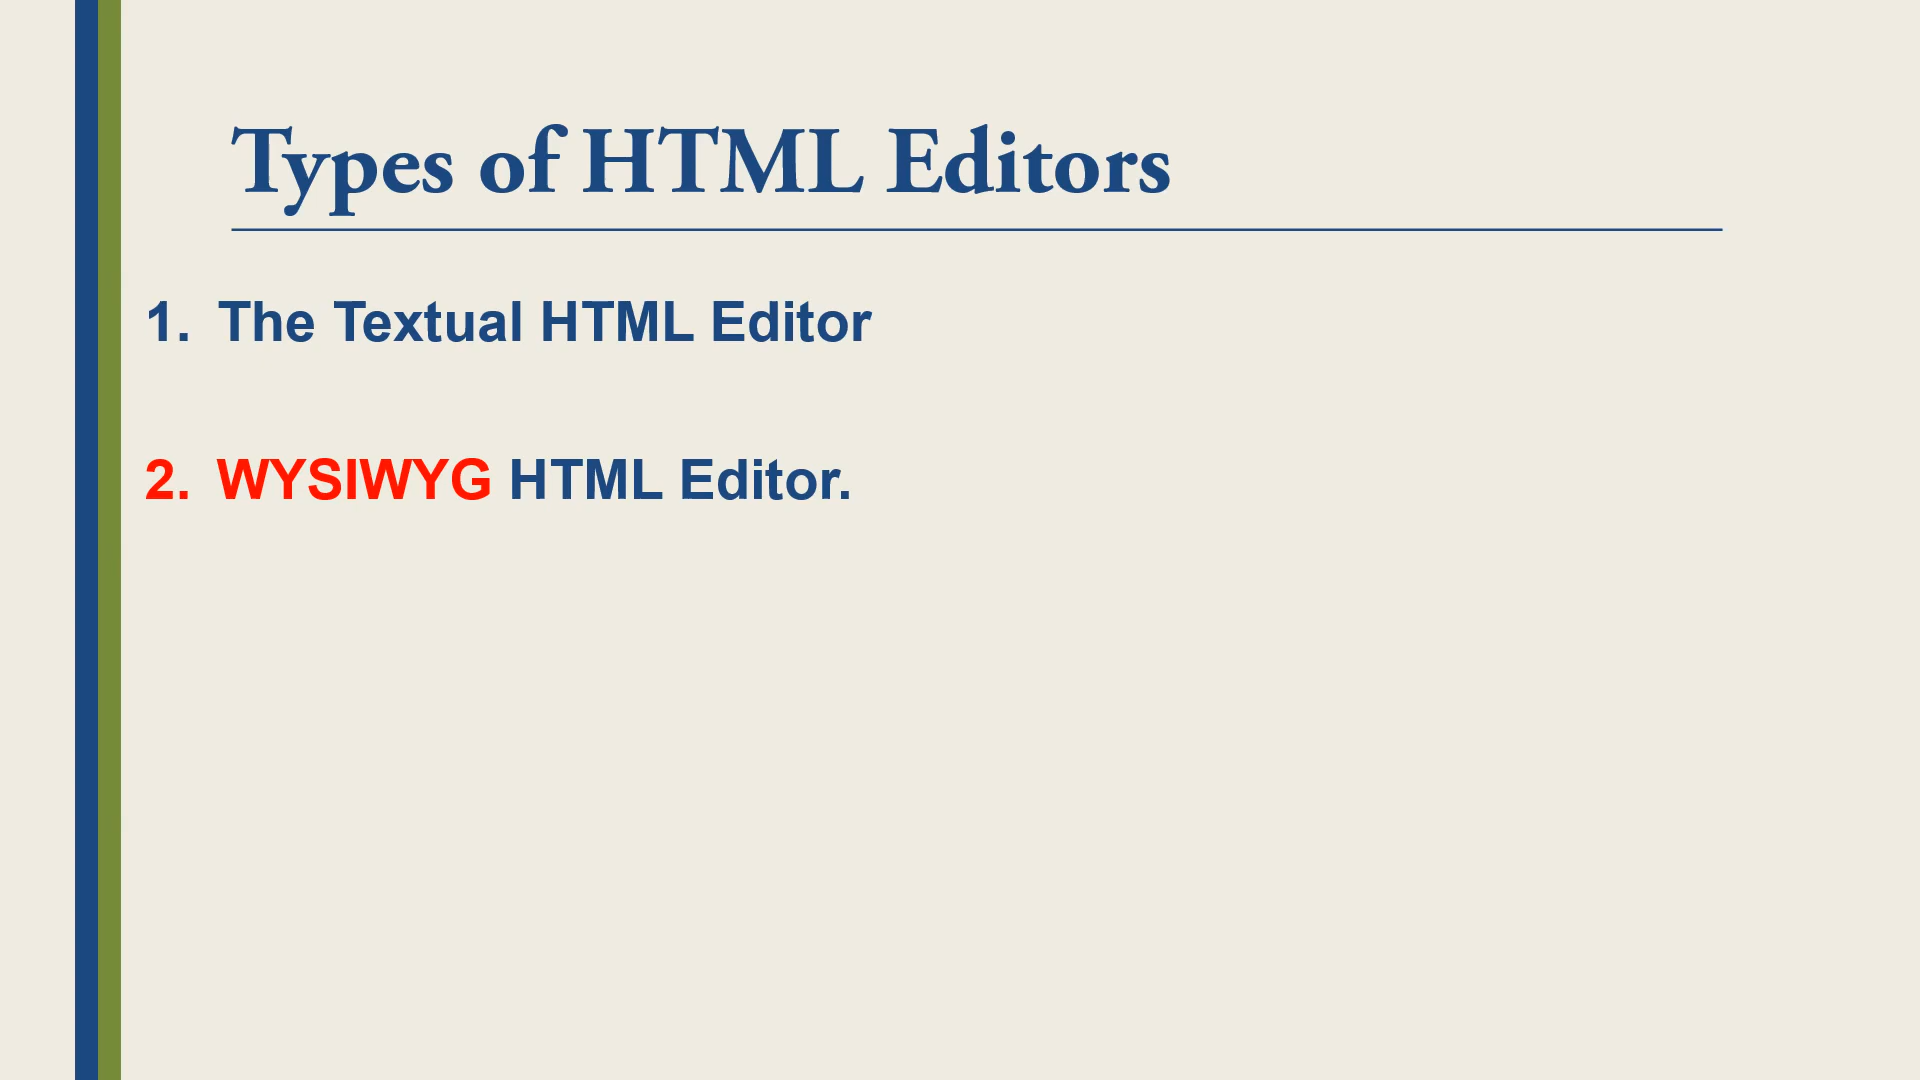 Types of HTML Editors
1. The Textual HTML Editor
2. WYSIWYG HTML Editor.